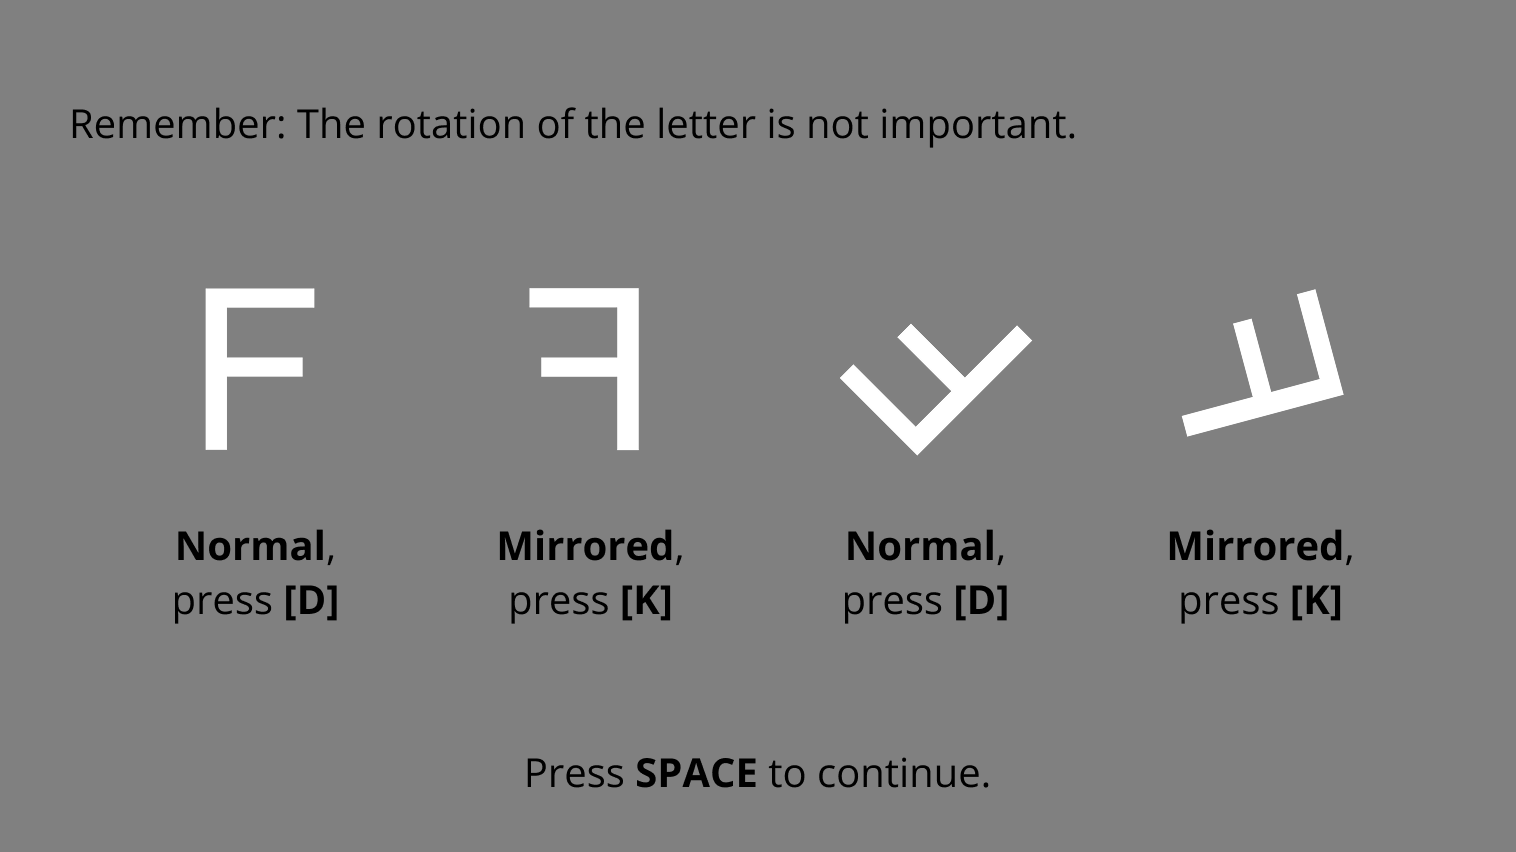 Remember: The rotation of the letter is not important.
F
Normal,
press [D]
Mirrored,
press [K]
Normal,
press [D]
Mirrored,
press [K]
Press SPACE to continue.